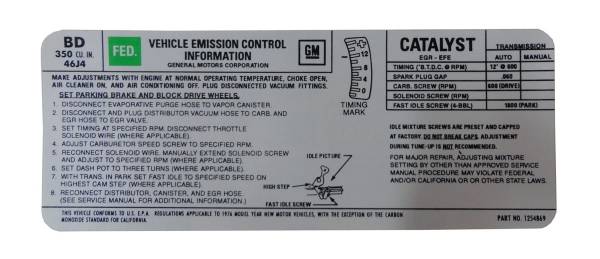 BD
350 CU. IN.
46J4
FED.
VEHICLE EMISSION CONTROL
INFORMATION
GENERAL MOTORS CORPORATION
GM
MAKE ADJUSTMENTS WITH ENGINE AT NORMAL OPERATING TEMPERATURE, CHOKE OPEN,
AIR CLEANER ON, AND AIR CONDITIONING OFF. PLUG DISCONNECTED VACUUM FITTINGS.
SET PARKING BRAKE AND BLOCK DRIVE WHEELS.
1. DISCONNECT EVAPORATIVE PURGE HOSE TO VAPOR CANISTER.
2. DISCONNECT AND PLUG DISTRIBUTOR VACUUM HOSE TO CARB. AND
EGR HOSE TO EGR VALVE.
3. SET TIMING AT SPECIFIED RPM. DISCONNECT THROTTLE
SOLENOID WIRE (WHERE APPLICABLE).
4. ADJUST CARBURETOR SPEED SCREW TO SPECIFIED RPM.
5. RECONNECT SOLENOID WIRE. MANUALLY EXTEND SOLENOID SCREW
AND ADJUST TO SPECIFIED RPM (WHERE APPLICABLE).
6. SET DASH POT TO THREE TURNS (WHERE APPLICABLE).
7. WITH TRANS. IN PARK SET FAST IDLE TO SPECIFIED SPEED ON
HIGHEST CAM STEP (WHERE APPLICABLE).
8. RECONNECT DISTRIBUTOR, CANISTER, AND EGR HOSE.
(SEE SERVICE MANUAL FOR ADDITIONAL INFORMATION.)
12
8
4
0
TIMING
MARK
IDLE PICTURE
HIGH STEP
FAST IDLE SCREW
CATALYST
EGR - EFE
TRANSMISSION
AUTO MANUAL
TIMING (°B.T.D.C. @ RPM) 12° @ 600
SPARK PLUG GAP .060
CARB. SCREW (RPM) 600 (DRIVE)
SOLENOID SCREW (RPM)
FAST IDLE SCREW (4-BBL) 1800 (PARK)
IDLE MIXTURE SCREWS ARE PRESET AND CAPPED
AT FACTORY. DO NOT BREAK CAPS. ADJUSTMENT
DURING TUNE-UP IS NOT RECOMMENDED.
FOR MAJOR REPAIR, ADJUSTING MIXTURE
SETTING BY OTHER THAN APPROVED SERVICE
MANUAL PROCEDURE MAY VIOLATE FEDERAL
AND/OR CALIFORNIA OR OR OTHER STATE LAWS.
THIS VEHICLE CONFORMS TO U.S. E.P.A. REGULATIONS APPLICABLE TO 1976 MODEL YEAR NEW MOTOR VEHICLES, WITH THE EXCEPTION OF THE CARBON
MONOXIDE STANDARD FOR CALIFORNIA.
PART NO. 1254869